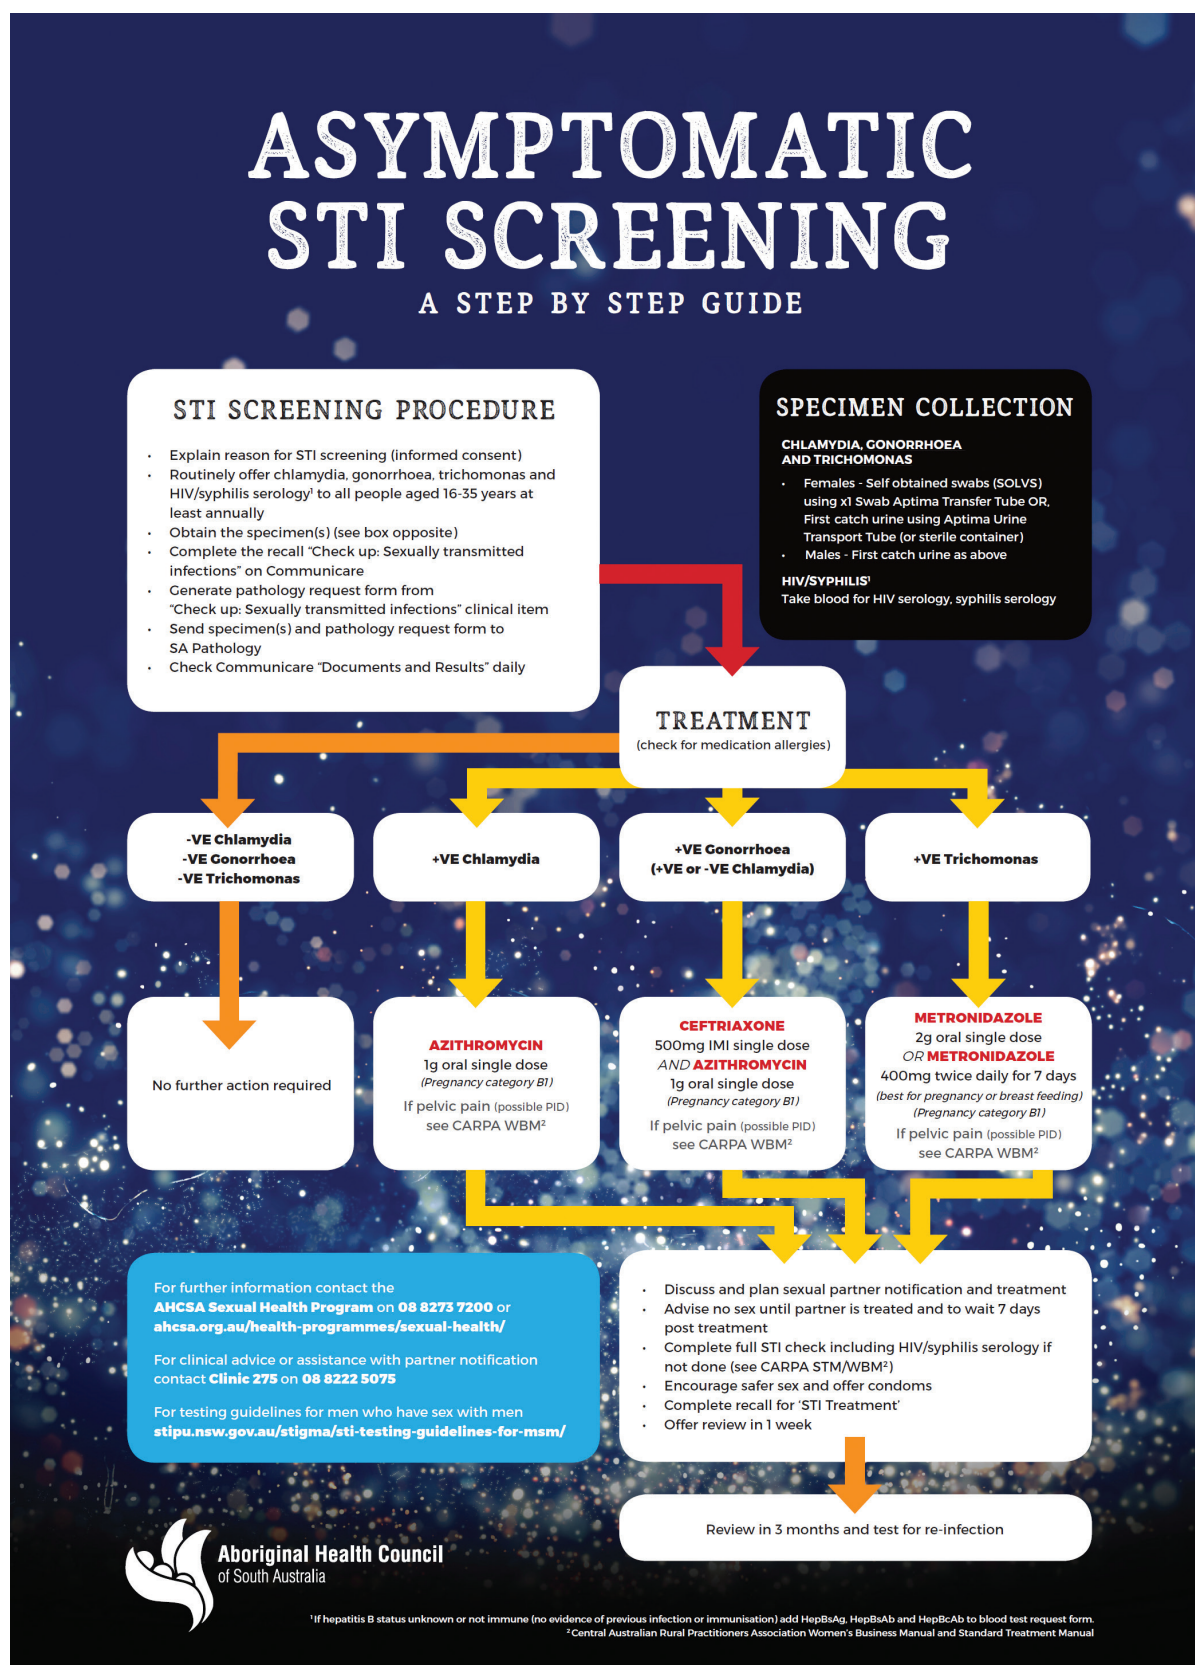 ASYMPTOMATIC
STI SCREENING
A STEP BY STEP GUIDE
STI SCREENING PROCEDURE
• Explain reason for STI screening (informed consent)
• Routinely offer chlamydia, gonorrhoea, trichomonas and
HIV/syphilis serology¹ to all people aged 16-35 years at
least annually
• Obtain the specimen(s) (see box opposite)
• Complete the recall "Check up: Sexually transmitted
infections" on Communicare
• Generate pathology request form from
"Check up: Sexually transmitted infections" clinical item
• Send specimen(s) and pathology request form to
SA Pathology
• Check Communicare "Documents and Results" daily
SPECIMEN COLLECTION
CHLAMYDIA, GONORRHOEA
AND TRICHOMONAS
• Females - Self obtained swabs (SOLVS)
using x1 Swab Aptima Transfer Tube OR,
First catch urine using Aptima Urine
Transport Tube (or sterile container)
• Males - First catch urine as above
HIV/SYPHILIS¹
Take blood for HIV serology, syphilis serology
TREATMENT
(check for medication allergies)
-VE Chlamydia
-VE Gonorrhoea
-VE Trichomonas
+VE Chlamydia
+VE Gonorrhoea
(+VE or -VE Chlamydia)
+VE Trichomonas
No further action required
AZITHROMYCIN
1g oral single dose
(Pregnancy category B1)
If pelvic pain (possible PID)
see CARPA WBM²
CEFTRIAXONE
500mg IMI single dose
AND AZITHROMYCIN
1g oral single dose
(Pregnancy category B1)
If pelvic pain (possible PID)
see CARPA WBM²
METRONIDAZOLE
2g oral single dose
OR METRONIDAZOLE
400mg twice daily for 7 days
(best for pregnancy or breast feeding)
(Pregnancy category B1)
If pelvic pain (possible PID)
see CARPA WBM²
For further information contact the
AHCSA Sexual Health Program on 08 8273 7200 or
ahcsa.org.au/health-programmes/sexual-health/
For clinical advice or assistance with partner notification
contact Clinic 275 on 08 8222 5075
For testing guidelines for men who have sex with men
stipu.nsw.gov.au/stigma/sti-testing-guidelines-for-msm/
• Discuss and plan sexual partner notification and treatment
• Advise no sex until partner is treated and to wait 7 days
post treatment
• Complete full STI check including HIV/syphilis serology if
not done (see CARPA STM/WBM²)
• Encourage safer sex and offer condoms
• Complete recall for 'STI Treatment'
• Offer review in 1 week
Review in 3 months and test for re-infection
Aboriginal Health Council
of South Australia
¹If hepatitis B status unknown or not immune (no evidence of previous infection or immunisation) add HepBsAg, HepBsAb and HepBcAb to blood test request form.
²Central Australian Rural Practitioners Association Women's Business Manual and Standard Treatment Manual